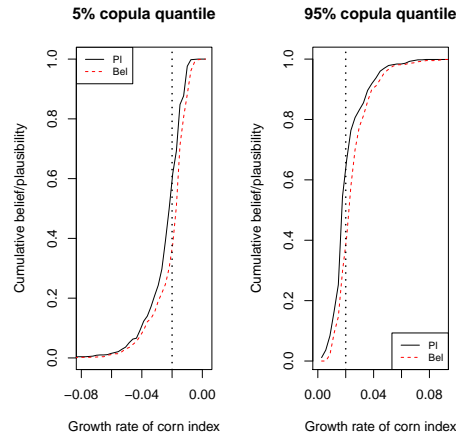 5% copula quantile
Cumulative belief/plausibility
0.0 0.2 0.4 0.6 0.8 1.0
Pl
Bel
−0.08 −0.04 0.00
Growth rate of corn index
95% copula quantile
Cumulative belief/plausibility
0.0 0.2 0.4 0.6 0.8 1.0
Pl
Bel
0.00 0.04 0.08
Growth rate of corn index